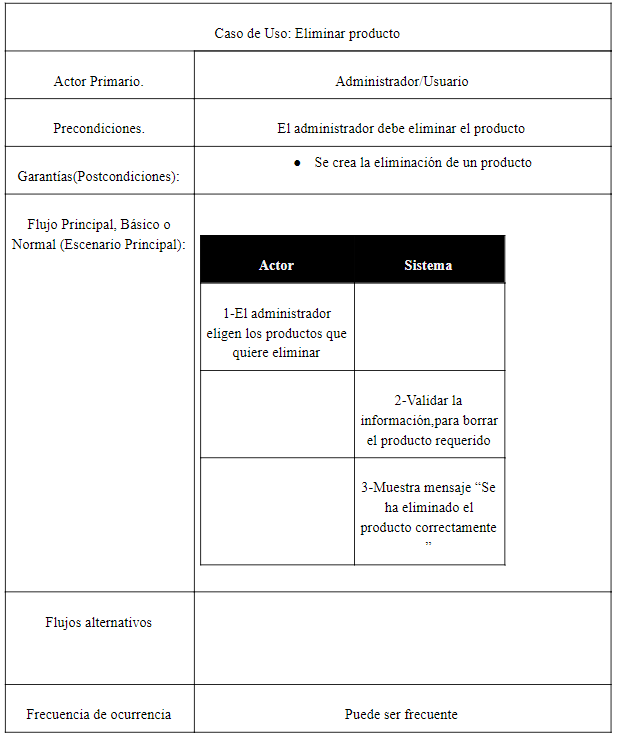 Caso de Uso: Eliminar producto
Actor Primario.
Administrador/Usuario
Precondiciones.
El administrador debe eliminar el producto
Garantías(Postcondiciones):
● Se crea la eliminación de un producto
Flujo Principal, Básico o
Normal (Escenario Principal):
Actor
Sistema
1-El administrador
eligen los productos que
quiere eliminar
2-Validar la
información,para borrar
el producto requerido
3-Muestra mensaje “Se
ha eliminado el
producto correctamente
”
Flujos alternativos
Frecuencia de ocurrencia
Puede ser frecuente